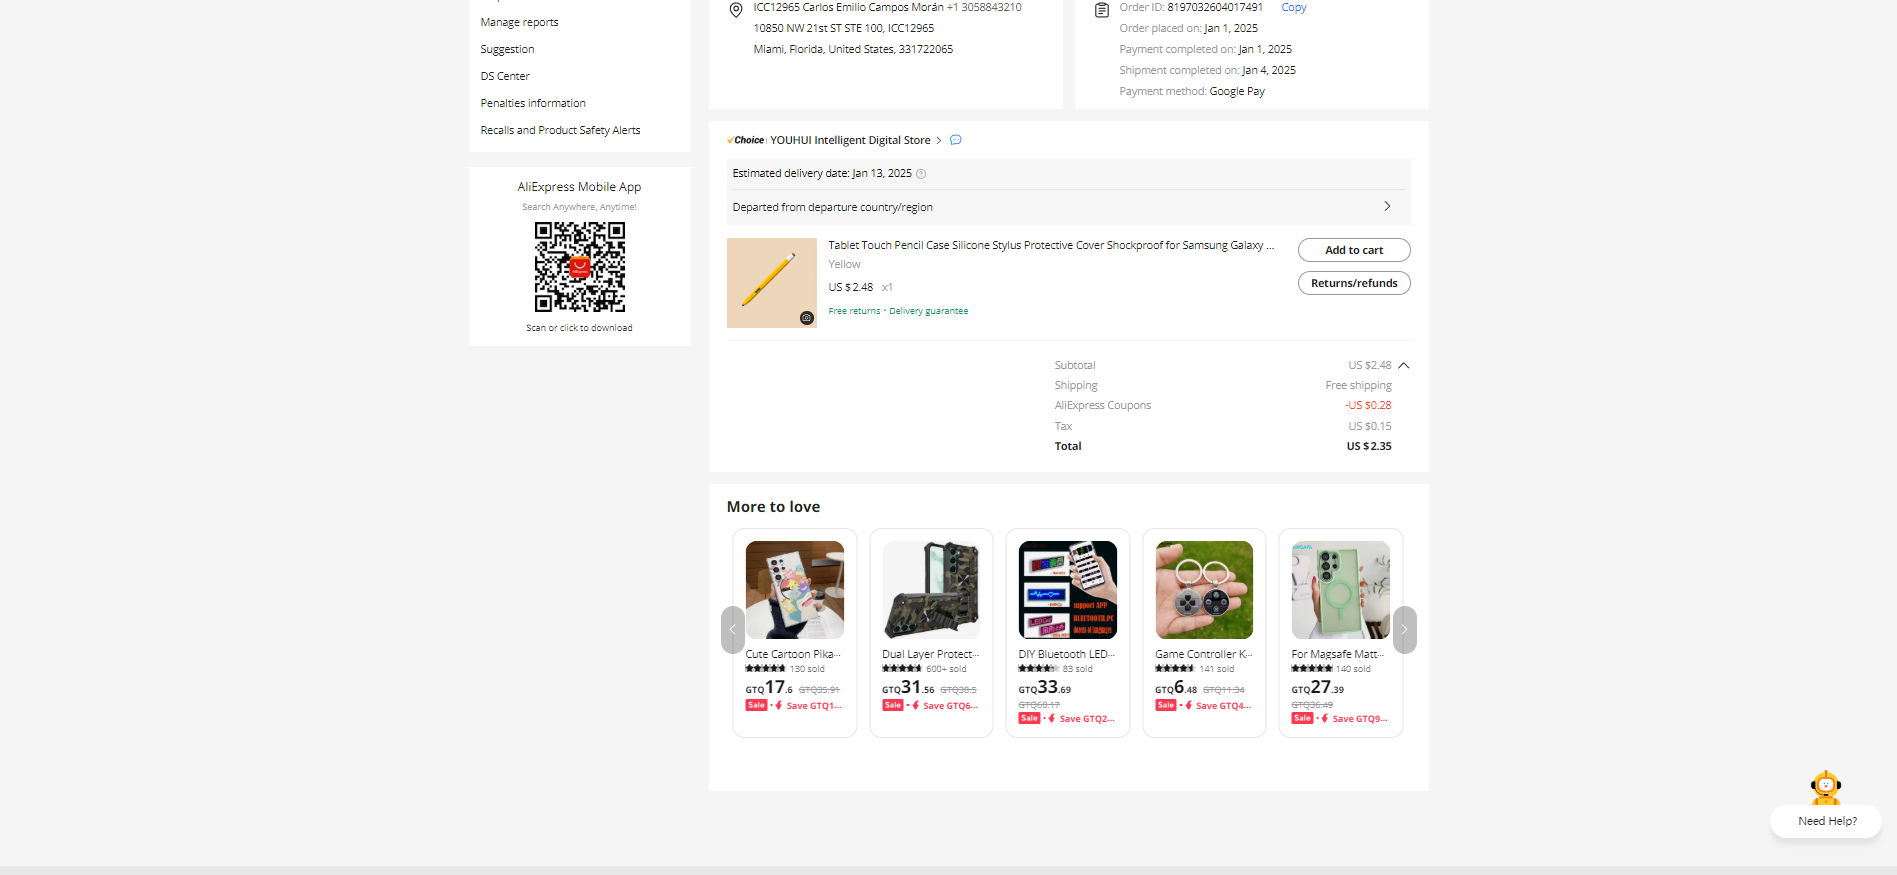 Manage reports
Suggestion
DS Center
Penalties information
Recalls and Product Safety Alerts
AliExpress Mobile App
Search Anywhere, Anytime!
Scan or click to download
ICC12965 Carlos Emilio Campos Morán +1 3058843210
10850 NW 21st ST STE 100, ICC12965
Miami, Florida, United States, 331722065
Order ID: 8197032604017491 Copy
Order placed on: Jan 1, 2025
Payment completed on: Jan 1, 2025
Shipment completed on: Jan 4, 2025
Payment method: Google Pay
Choice YOUHUI Intelligent Digital Store
Estimated delivery date: Jan 13, 2025
Departed from departure country/region
Tablet Touch Pencil Case Silicone Stylus Protective Cover Shockproof for Samsung Galaxy ...
Yellow
US $2.48 x1
Free returns · Delivery guarantee
Add to cart
Returns/refunds
Subtotal US $2.48
Shipping Free shipping
AliExpress Coupons -US $0.28
Tax US $0.15
Total US $2.35
More to love
Cute Cartoon Pika...
130 sold
GTQ17.6 GTQ35.91
Sale · Save GTQ1...
Dual Layer Protect...
600+ sold
GTQ31.56 GTQ38.5
Sale · Save GTQ6...
support APP
BLUETOOTH,PC
dozens of languages
DIY Bluetooth LED...
83 sold
GTQ33.69
GTQ60.17
Sale · Save GTQ2...
Game Controller K...
141 sold
GTQ6.48 GTQ11.34
Sale · Save GTQ4...
For Magsafe Matt...
140 sold
GTQ27.39
GTQ36.49
Sale · Save GTQ9...
Need Help?